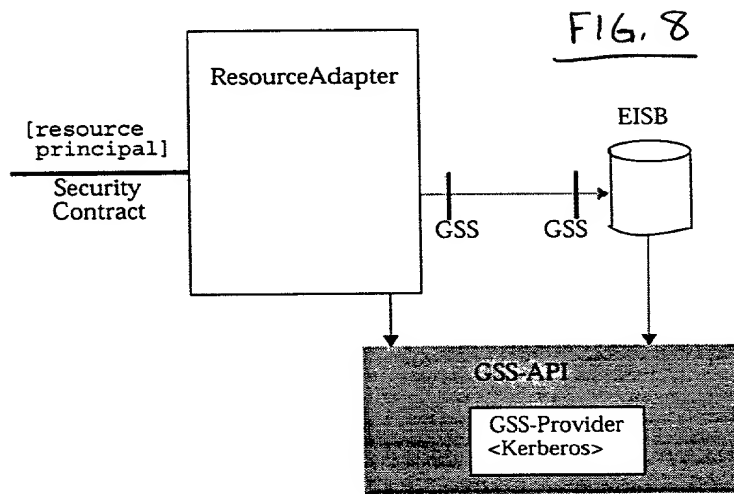 FIG. 8
ResourceAdapter
EISB
[resource
principal]
Security
Contract
GSS
GSS
GSS-API
GSS-Provider
<Kerberos>